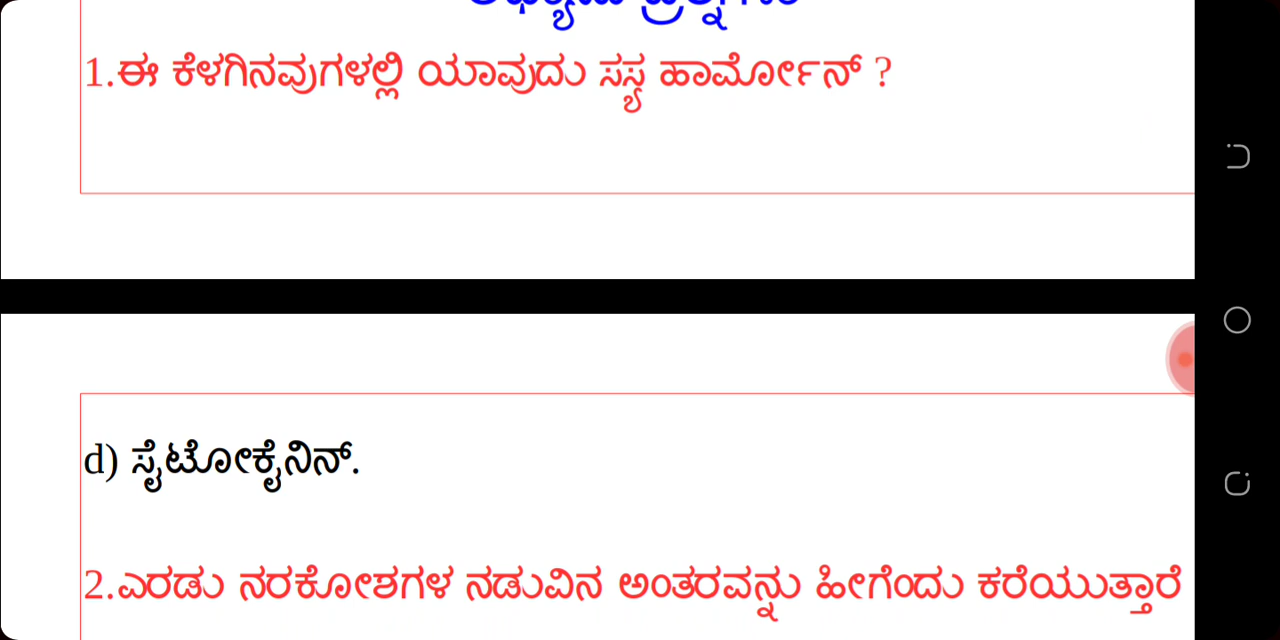 1.ಈ ಕೆಳಗಿನವುಗಳಲ್ಲಿ ಯಾವುದು ಸಸ್ಯ ಹಾರ್ಮೋನ್ ?
d) ಸೈಟೋಕೈನಿನ್.
2.ಎರಡು ನರಕೋಶಗಳ ನಡುವಿನ ಅಂತರವನ್ನು ಹೀಗೆಂದು ಕರೆಯುತ್ತಾರೆ